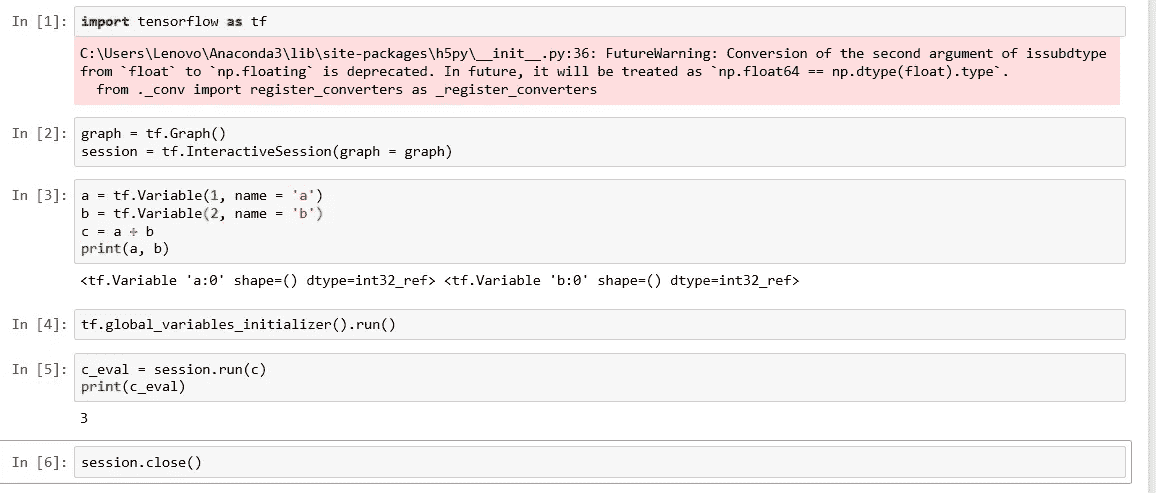 In [1]: import tensorflow as tf
C:\Users\Lenovo\Anaconda3\lib\site-packages\h5py\__init__.py:36: FutureWarning: Conversion of the second argument of issubdtype
from `float` to `np.floating` is deprecated. In future, it will be treated as `np.float64 == np.dtype(float).type`.
from ._conv import register_converters as _register_converters
In [2]: graph = tf.Graph()
session = tf.InteractiveSession(graph = graph)
In [3]: a = tf.Variable(1, name = 'a')
b = tf.Variable(2, name = 'b')
c = a + b
print(a, b)
<tf.Variable 'a:0' shape=() dtype=int32_ref> <tf.Variable 'b:0' shape=() dtype=int32_ref>
In [4]: tf.global_variables_initializer().run()
In [5]: c_eval = session.run(c)
print(c_eval)
3
In [6]: session.close()